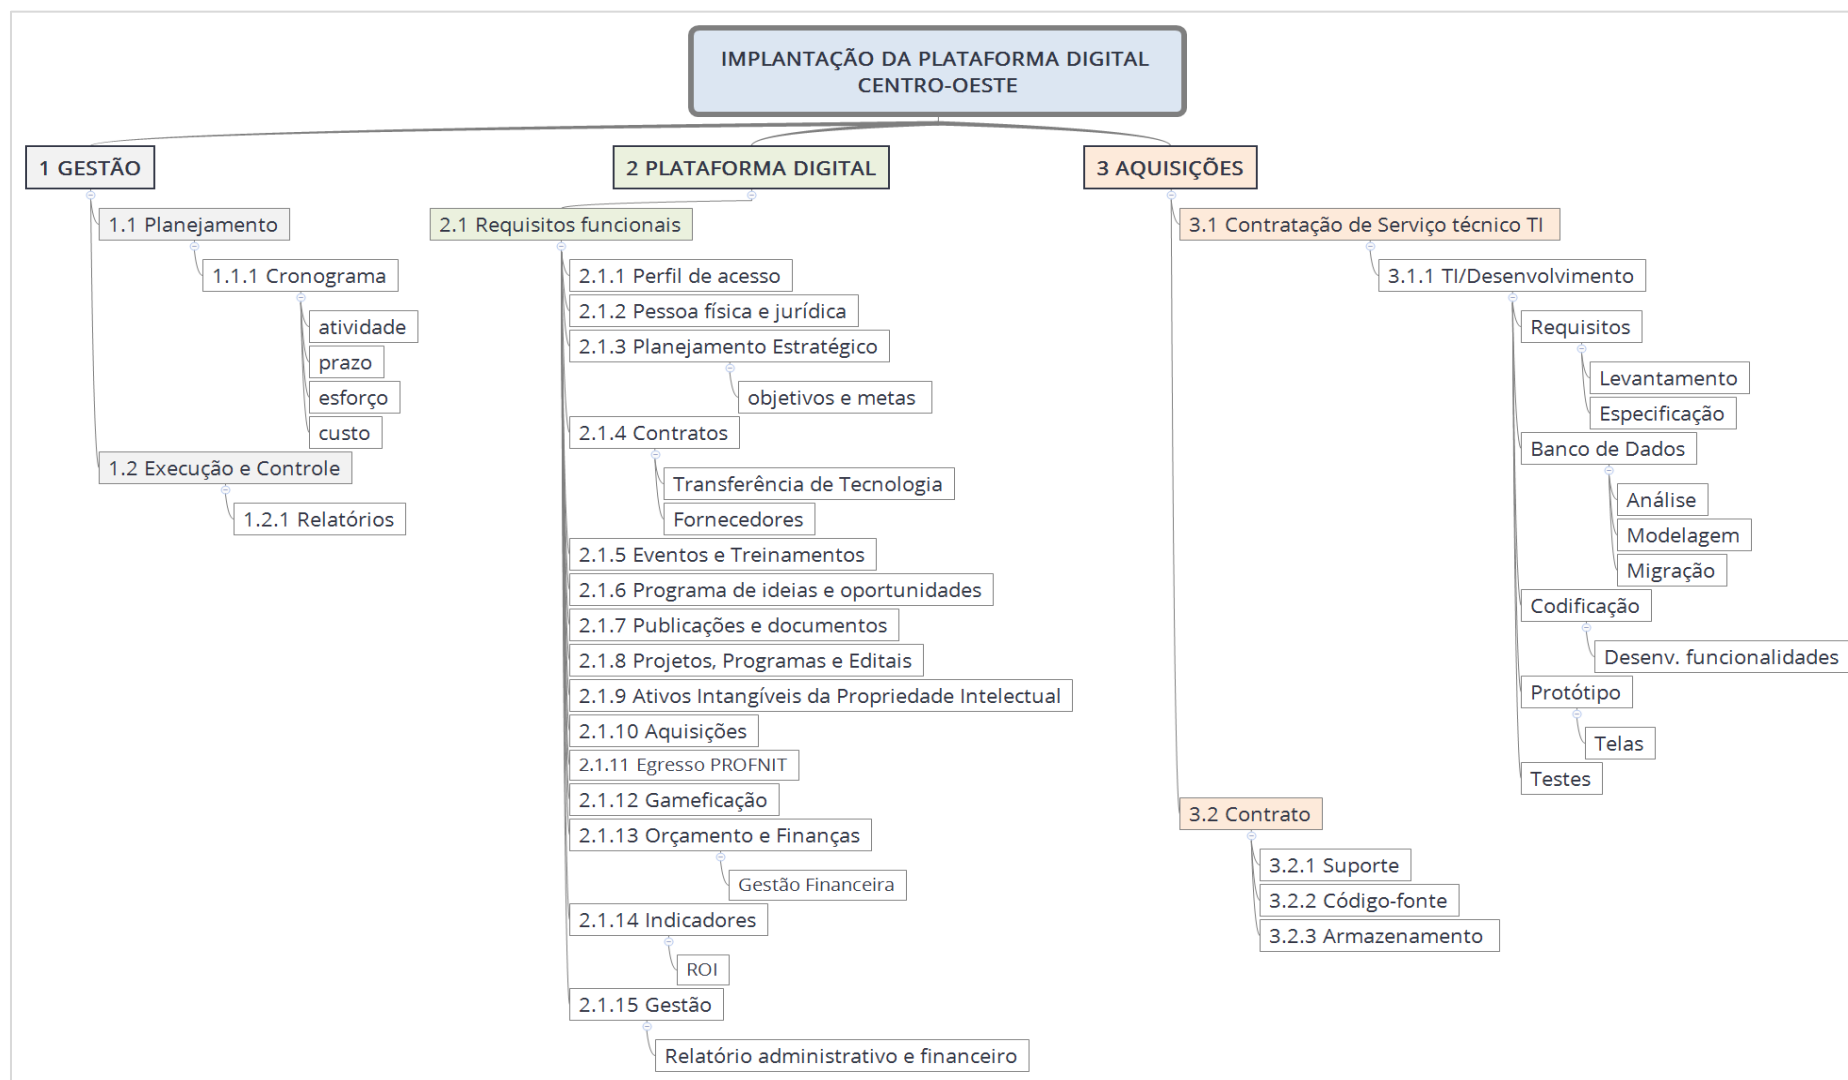 IMPLANTAÇÃO DA PLATAFORMA DIGITAL
CENTRO-OESTE
1 GESTÃO
1.1 Planejamento
1.1.1 Cronograma
atividade
prazo
esforço
custo
1.2 Execução e Controle
1.2.1 Relatórios
2 PLATAFORMA DIGITAL
2.1 Requisitos funcionais
2.1.1 Perfil de acesso
2.1.2 Pessoa física e jurídica
2.1.3 Planejamento Estratégico
objetivos e metas
2.1.4 Contratos
Transferência de Tecnologia
Fornecedores
2.1.5 Eventos e Treinamentos
2.1.6 Programa de ideias e oportunidades
2.1.7 Publicações e documentos
2.1.8 Projetos, Programas e Editais
2.1.9 Ativos Intangíveis da Propriedade Intelectual
2.1.10 Aquisições
2.1.11 Egresso PROFNIT
2.1.12 Gameficação
2.1.13 Orçamento e Finanças
Gestão Financeira
2.1.14 Indicadores
ROI
2.1.15 Gestão
Relatório administrativo e financeiro
3 AQUISIÇÕES
3.1 Contratação de Serviço técnico TI
3.1.1 TI/Desenvolvimento
Requisitos
Levantamento
Especificação
Banco de Dados
Análise
Modelagem
Migração
Codificação
Desenv. funcionalidades
Protótipo
Telas
Testes
3.2 Contrato
3.2.1 Suporte
3.2.2 Código-fonte
3.2.3 Armazenamento